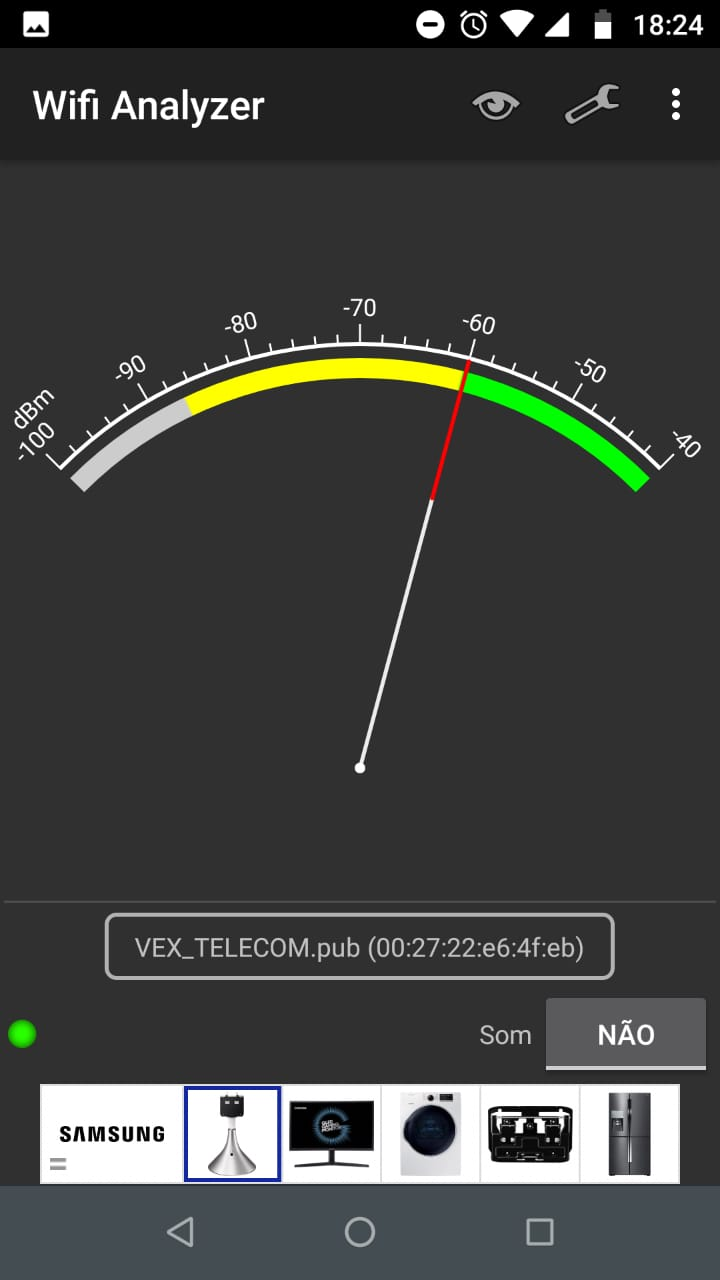 18:24
Wifi Analyzer
dBm
-100
-90
-80
-70
-60
-50
-40
VEX_TELECOM.pub (00:27:22:e6:4f:eb)
Som
NÃO
SAMSUNG